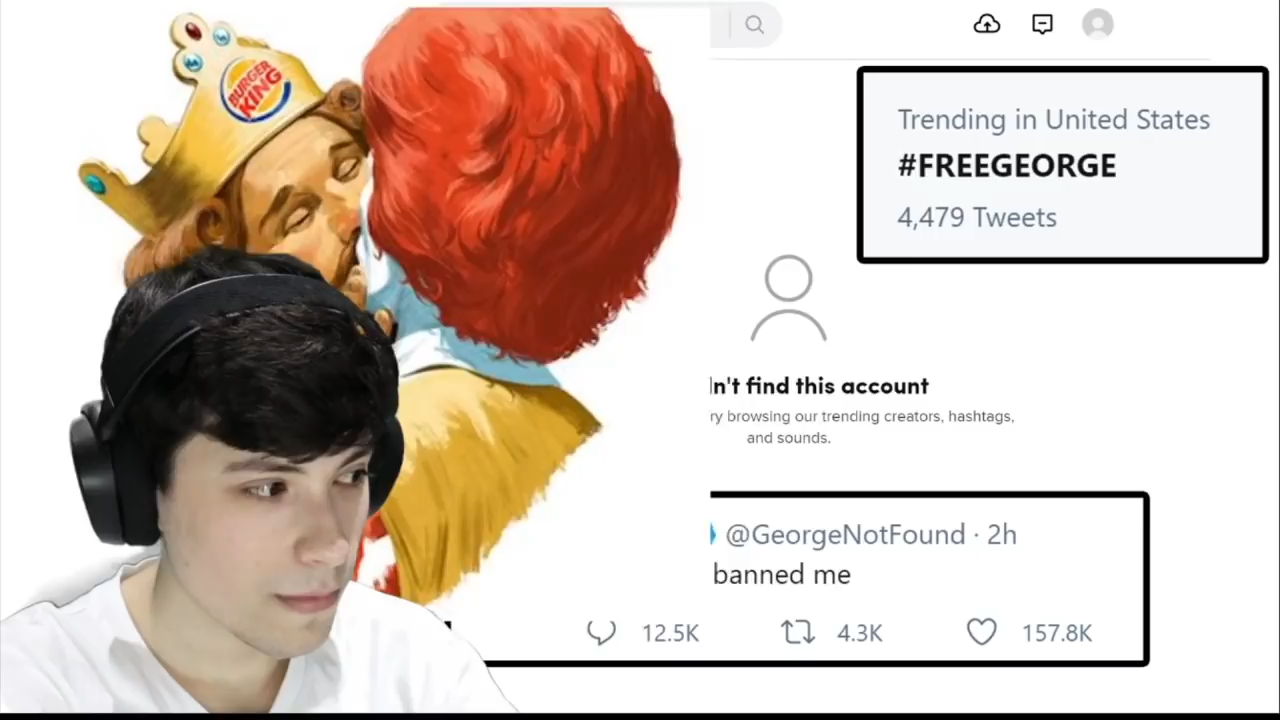 BURGER
KING
Trending in United States
#FREEGEORGE
4,479 Tweets
n't find this account
browsing our trending creators, hashtags,
and sounds.
@GeorgeNotFound · 2h
banned me
12.5K 4.3K 157.8K